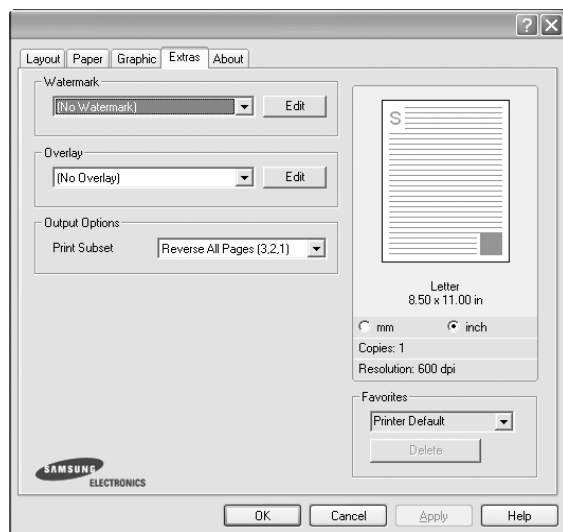 Layout Paper Graphic Extras About
Watermark
(No Watermark) Edit
Overlay
(No Overlay) Edit
Output Options
Print Subset Reverse All Pages (3,2,1)
S
Letter
8.50 x 11.00 in
mm inch
Copies: 1
Resolution: 600 dpi
Favorites
Printer Default
Delete
SAMSUNG
ELECTRONICS
OK Cancel Apply Help